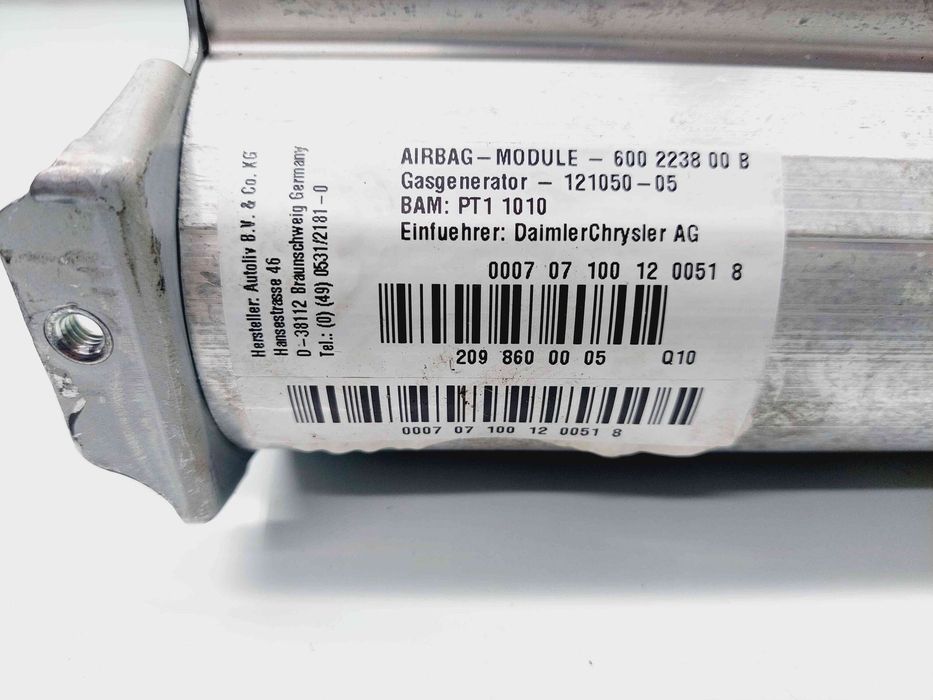 Hersteller: Autoliv B.V. & Co. KG
Hansestrasse 46
D-38112 Braunschweig Germany
Tel.: (0) (49) 0531/2181-0
AIRBAG-MODULE - 600 2238 00 B
Gasgenerator - 121050-05
BAM: PT1 1010
Einfuehrer: DaimlerChrysler AG
0007 07 100 12 0051 8
209 860 00 05 Q10
0007 07 100 12 0051 8